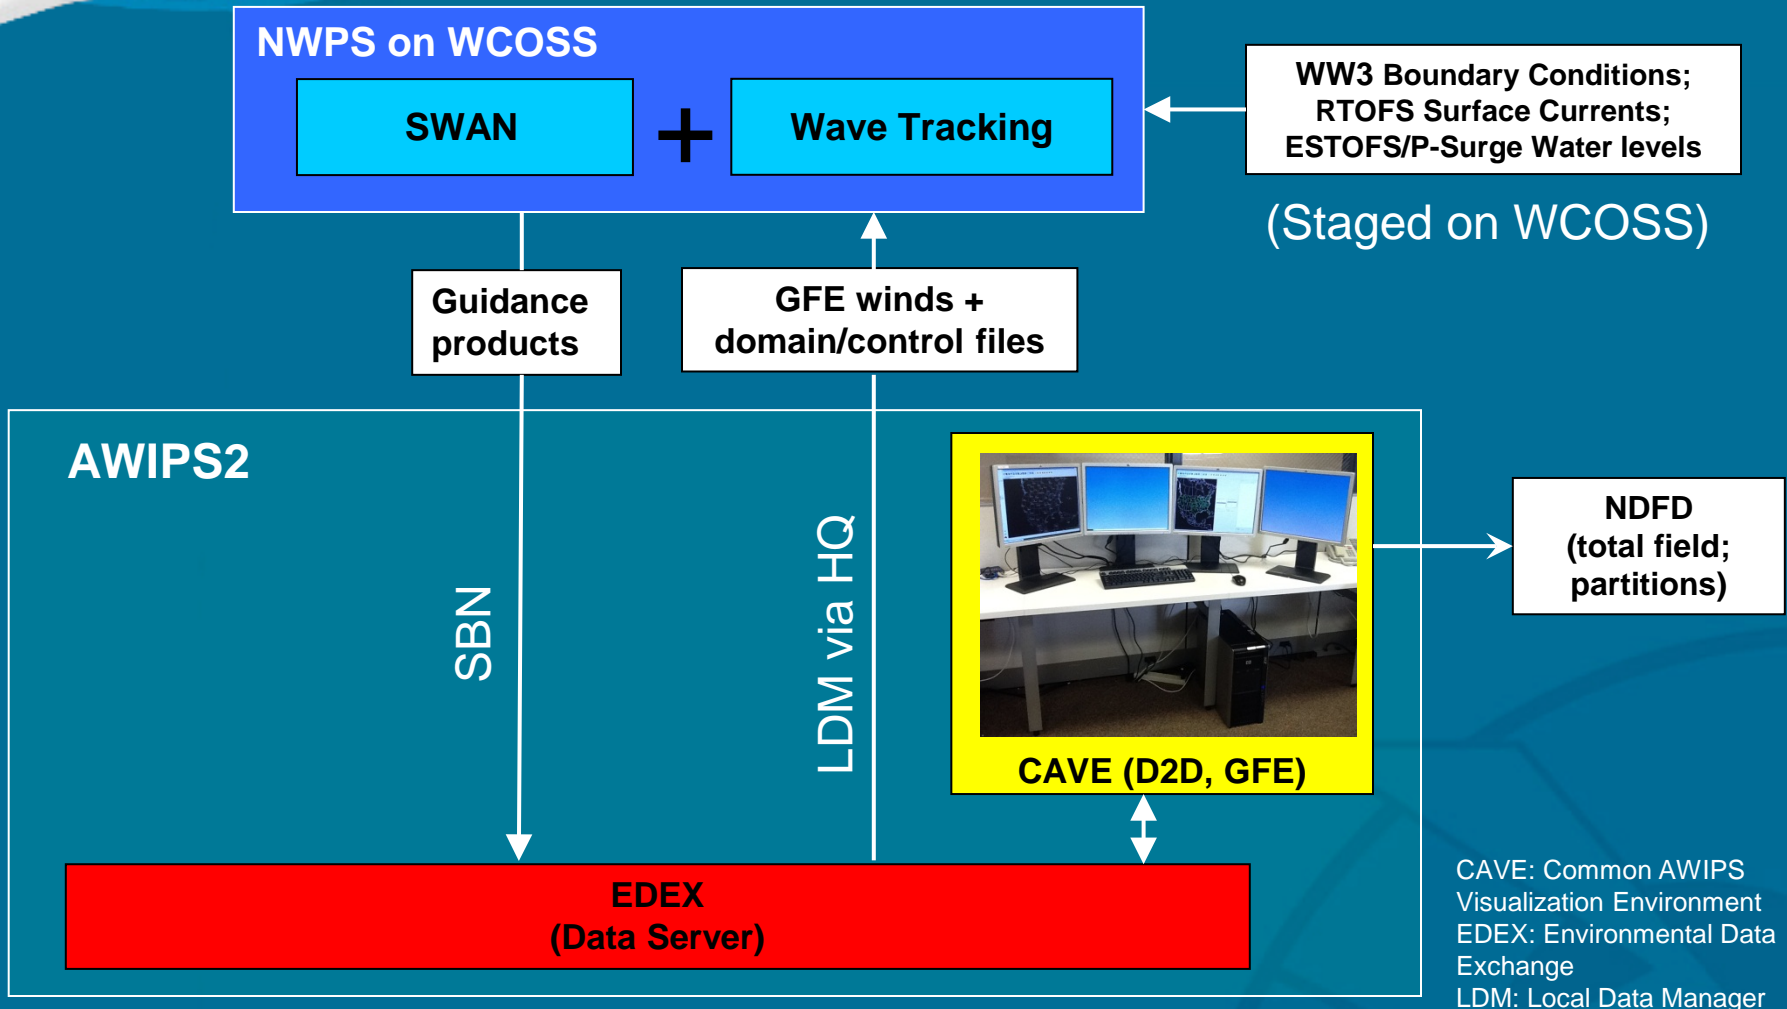 NWPS on WCOSS
SWAN
+
Wave Tracking
WW3 Boundary Conditions;
RTOFS Surface Currents;
ESTOFS/P-Surge Water levels
(Staged on WCOSS)
Guidance
products
GFE winds +
domain/control files
AWIPS2
SBN
LDM via HQ
CAVE (D2D, GFE)
NDFD
(total field;
partitions)
EDEX
(Data Server)
CAVE: Common AWIPS
Visualization Environment
EDEX: Environmental Data
Exchange
LDM: Local Data Manager